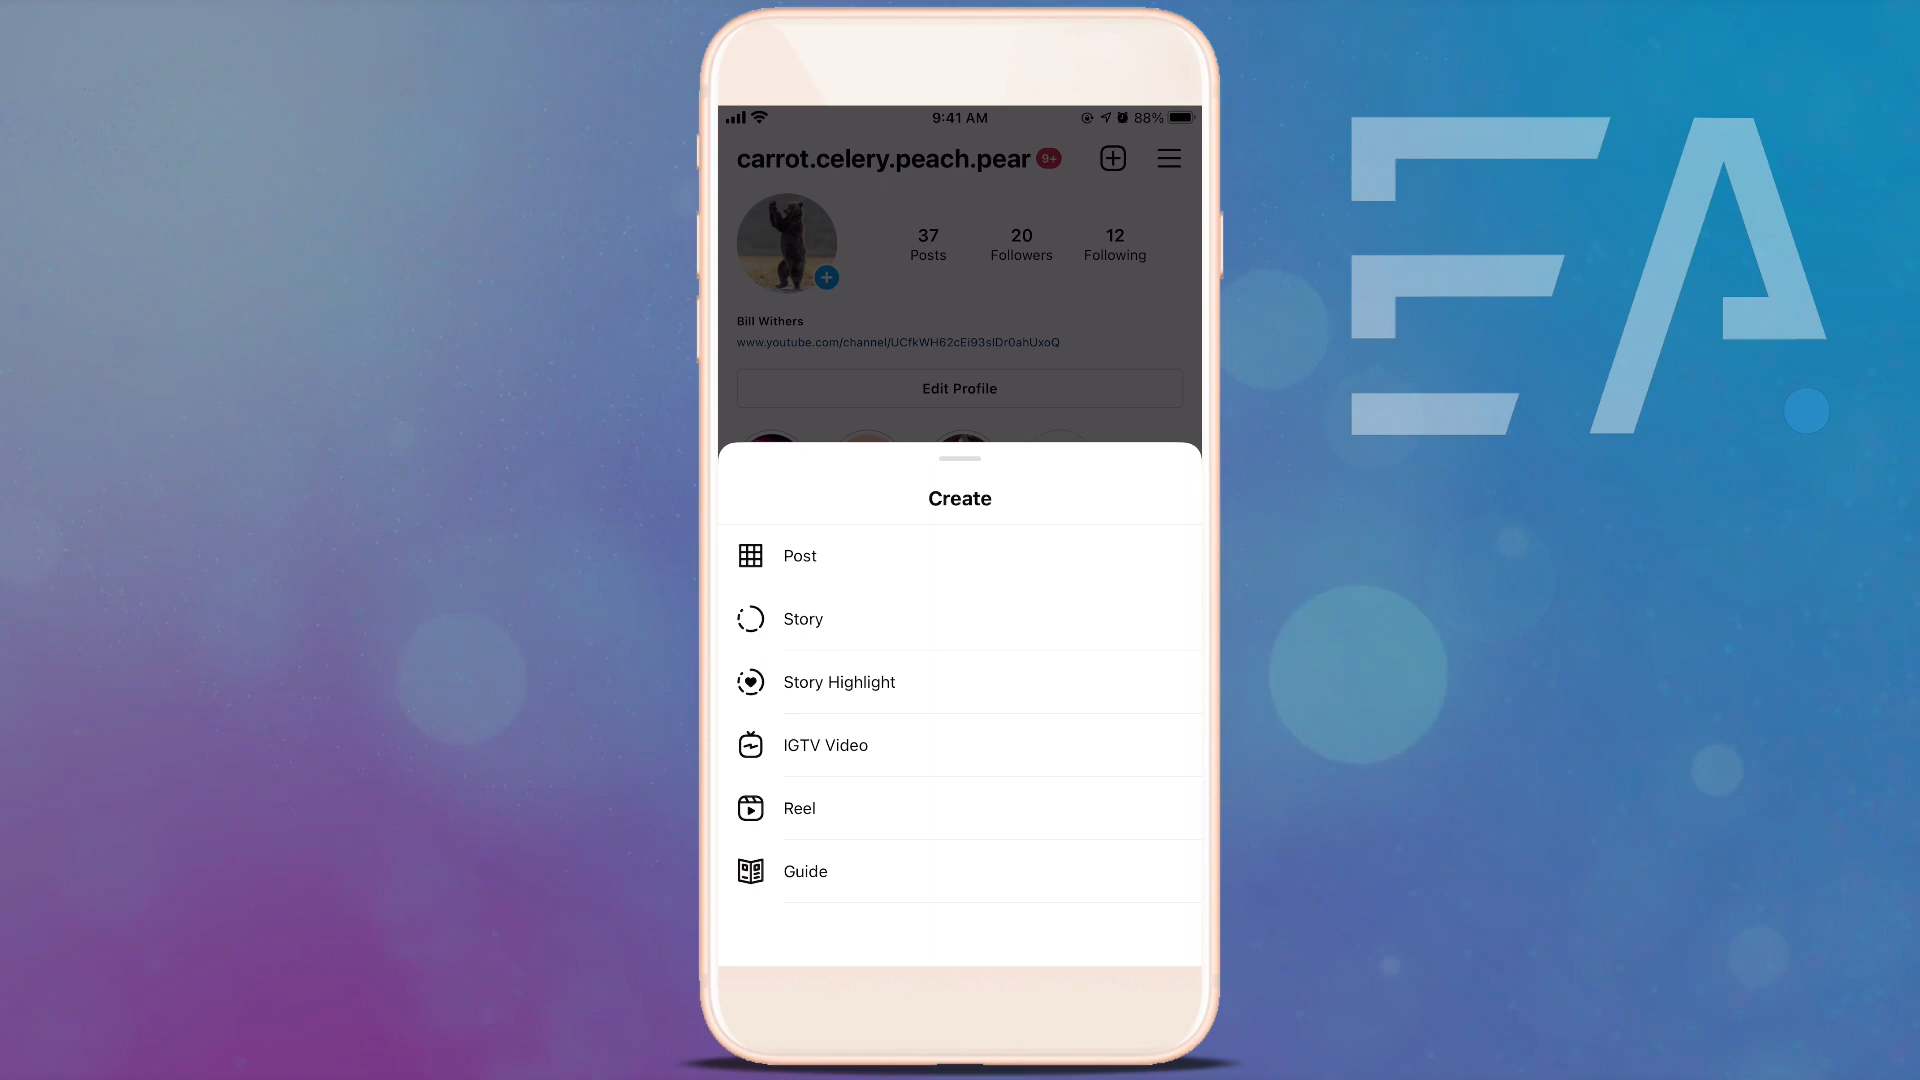 9:41 AM
88%
carrot.celery.peach.pear 9+
37 20 12
Posts Followers Following
Bill Withers
www.youtube.com/channel/UCfkWH62cEi93sIDr0ahUxoQ
Edit Profile
Create
Post
Story
Story Highlight
IGTV Video
Reel
Guide
EA.